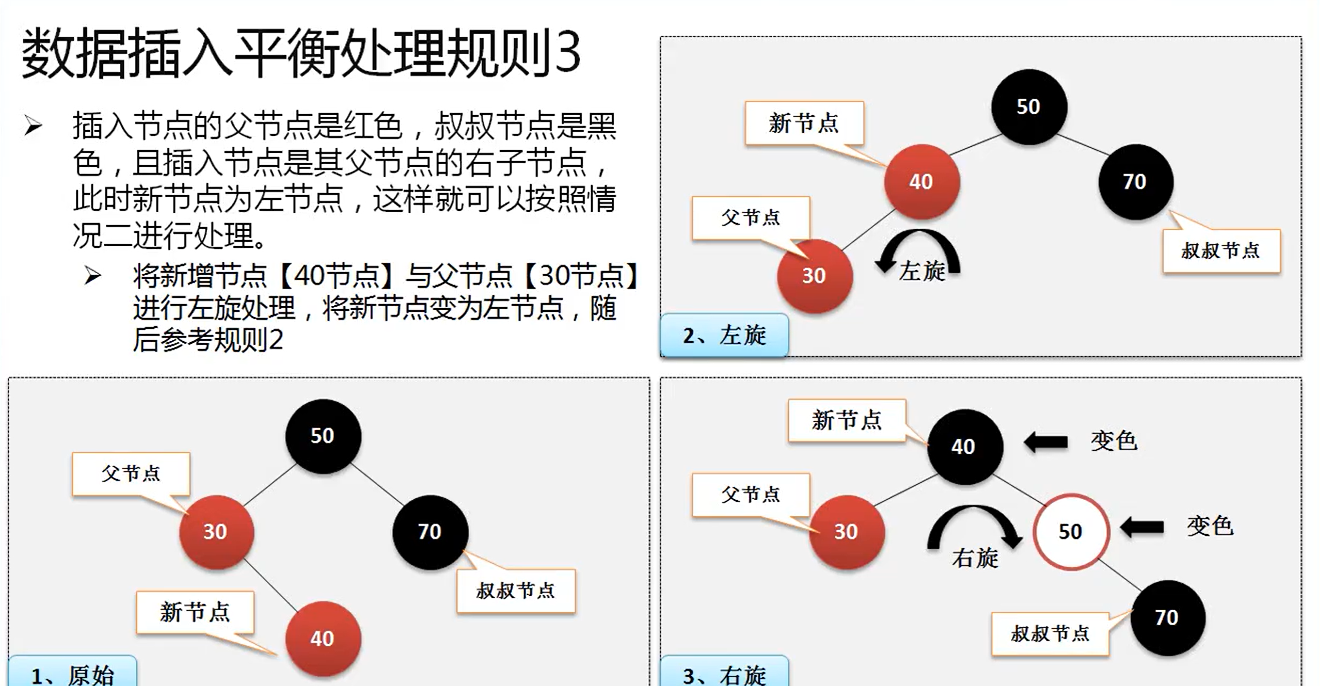 数据插入平衡处理规则3
插入节点的父节点是红色，叔叔节点是黑
色，且插入节点是其父节点的右子节点，
此时新节点为左节点，这样就可以按照情
况二进行处理。
将新增节点【40节点】与父节点【30节点】
进行左旋处理，将新节点变为左节点，随
后参考规则2
50
新节点
40
70
父节点
叔叔节点
30
左旋
2、左旋
50
父节点
30
70
叔叔节点
新节点
40
1、原始
新节点
40
变色
父节点
30
50
变色
右旋
70
叔叔节点
3、右旋